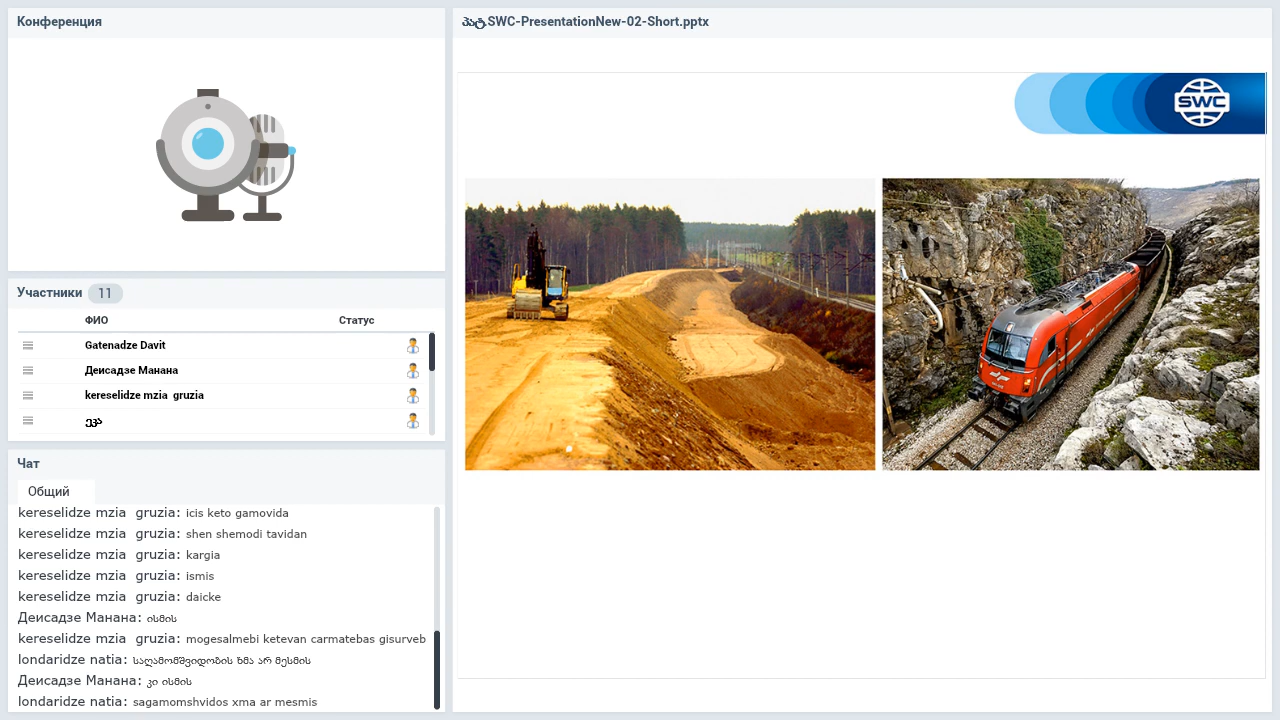 Конференция
Участники 11
ФИО Статус
Gatenadze Davit
Деисадзе Манана
kereselidze mzia gruzia
ეკა
Чат
Общий
kereselidze mzia gruzia: icis keto gamovida
kereselidze mzia gruzia: shen shemodi tavidan
kereselidze mzia gruzia: kargia
kereselidze mzia gruzia: ismis
kereselidze mzia gruzia: daicke
Деисадзе Манана: ისმის
kereselidze mzia gruzia: mogesalmebi ketevan carmatebas gisurveb
londaridze natia: საღამომშვიდობის ხმა არ მესმის
Деисадзе Манана: კი ისმის
londaridze natia: sagamomshvidos xma ar mesmis
SWC-PresentationNew-02-Short.pptx
SWC